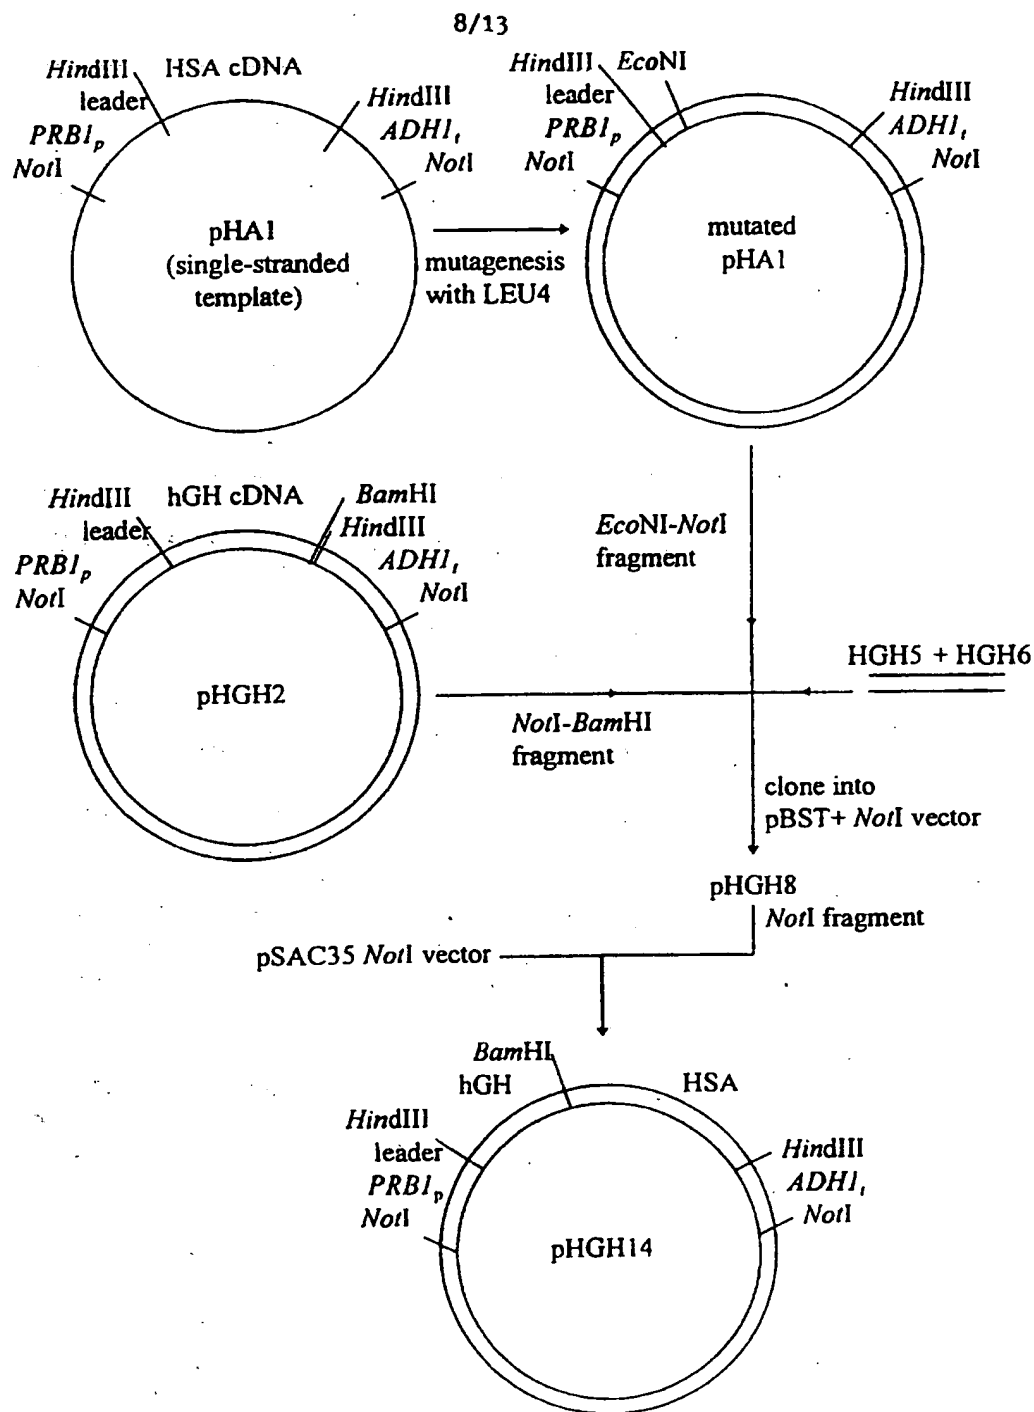 8/13
HindIII HSA cDNA
leader
PRB1p
NotI
HindIII
ADH1t
NotI
pHA1
(single-stranded
template)
mutagenesis
with LEU4
HindIII EcoNI
leader
PRB1p
NotI
HindIII
ADH1t
NotI
mutated
pHA1
HindIII hGH cDNA
leader
PRB1p
NotI
BamHI
HindIII
ADH1t
NotI
pHGH2
EcoNI-NotI
fragment
HGH5 + HGH6
NotI-BamHI
fragment
clone into
pBST+ NotI vector
pHGH8
NotI fragment
pSAC35 NotI vector
BamHI
hGH
HSA
HindIII
leader
PRB1p
NotI
HindIII
ADH1t
NotI
pHGH14